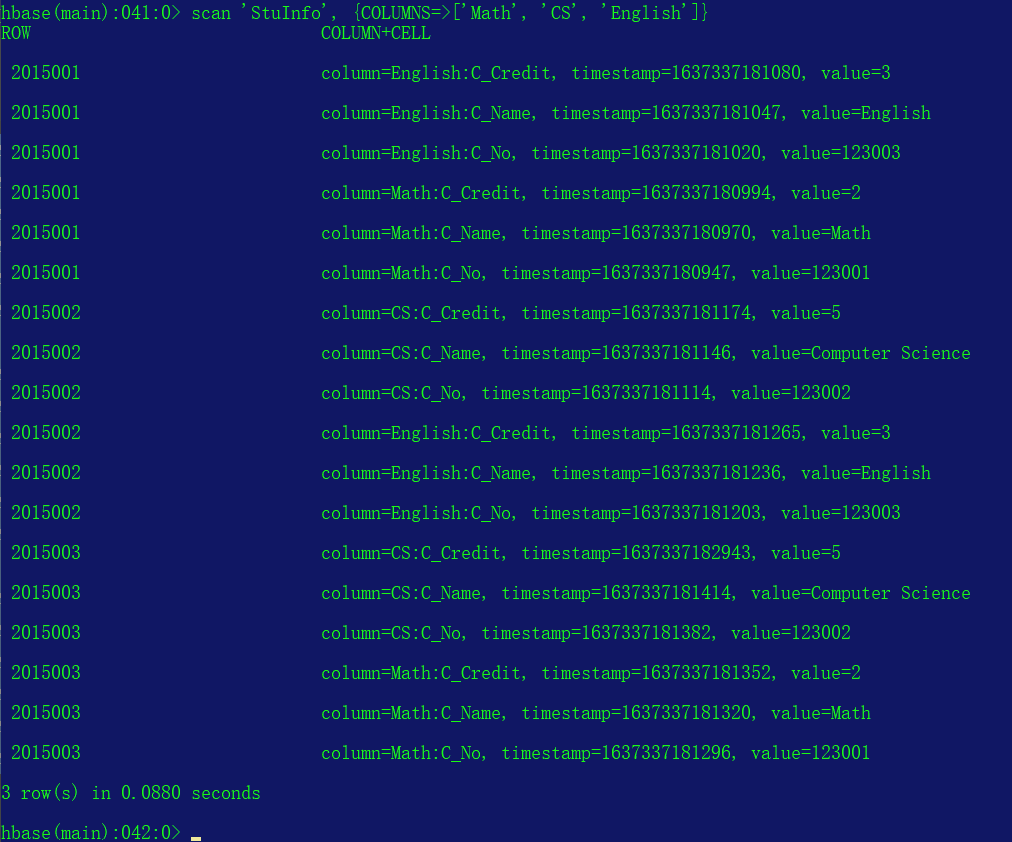 hbase(main):041:0> scan 'StuInfo', {COLUMNS=>['Math', 'CS', 'English']}
ROW COLUMN+CELL
2015001 column=English:C_Credit, timestamp=1637337181080, value=3
2015001 column=English:C_Name, timestamp=1637337181047, value=English
2015001 column=English:C_No, timestamp=1637337181020, value=123003
2015001 column=Math:C_Credit, timestamp=1637337180994, value=2
2015001 column=Math:C_Name, timestamp=1637337180970, value=Math
2015001 column=Math:C_No, timestamp=1637337180947, value=123001
2015002 column=CS:C_Credit, timestamp=1637337181174, value=5
2015002 column=CS:C_Name, timestamp=1637337181146, value=Computer Science
2015002 column=CS:C_No, timestamp=1637337181114, value=123002
2015002 column=English:C_Credit, timestamp=1637337181265, value=3
2015002 column=English:C_Name, timestamp=1637337181236, value=English
2015002 column=English:C_No, timestamp=1637337181203, value=123003
2015003 column=CS:C_Credit, timestamp=1637337182943, value=5
2015003 column=CS:C_Name, timestamp=1637337181414, value=Computer Science
2015003 column=CS:C_No, timestamp=1637337181382, value=123002
2015003 column=Math:C_Credit, timestamp=1637337181352, value=2
2015003 column=Math:C_Name, timestamp=1637337181320, value=Math
2015003 column=Math:C_No, timestamp=1637337181296, value=123001
3 row(s) in 0.0880 seconds
hbase(main):042:0>